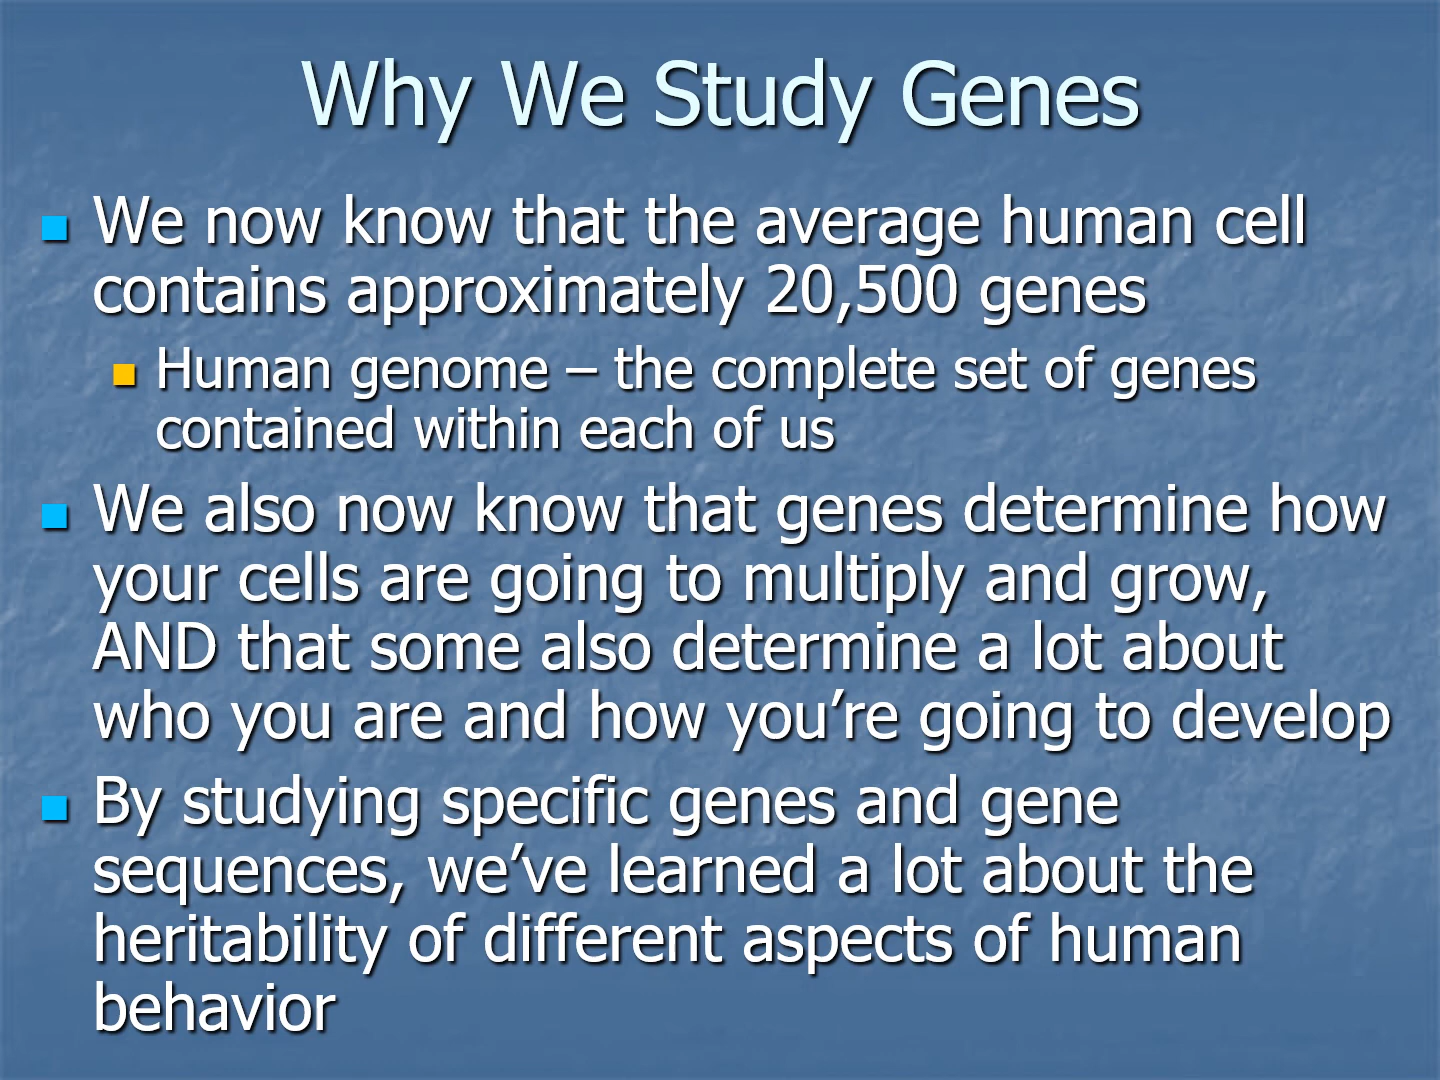 Why We Study Genes
We now know that the average human cell
contains approximately 20,500 genes
Human genome – the complete set of genes
contained within each of us
We also now know that genes determine how
your cells are going to multiply and grow,
AND that some also determine a lot about
who you are and how you’re going to develop
By studying specific genes and gene
sequences, we’ve learned a lot about the
heritability of different aspects of human
behavior